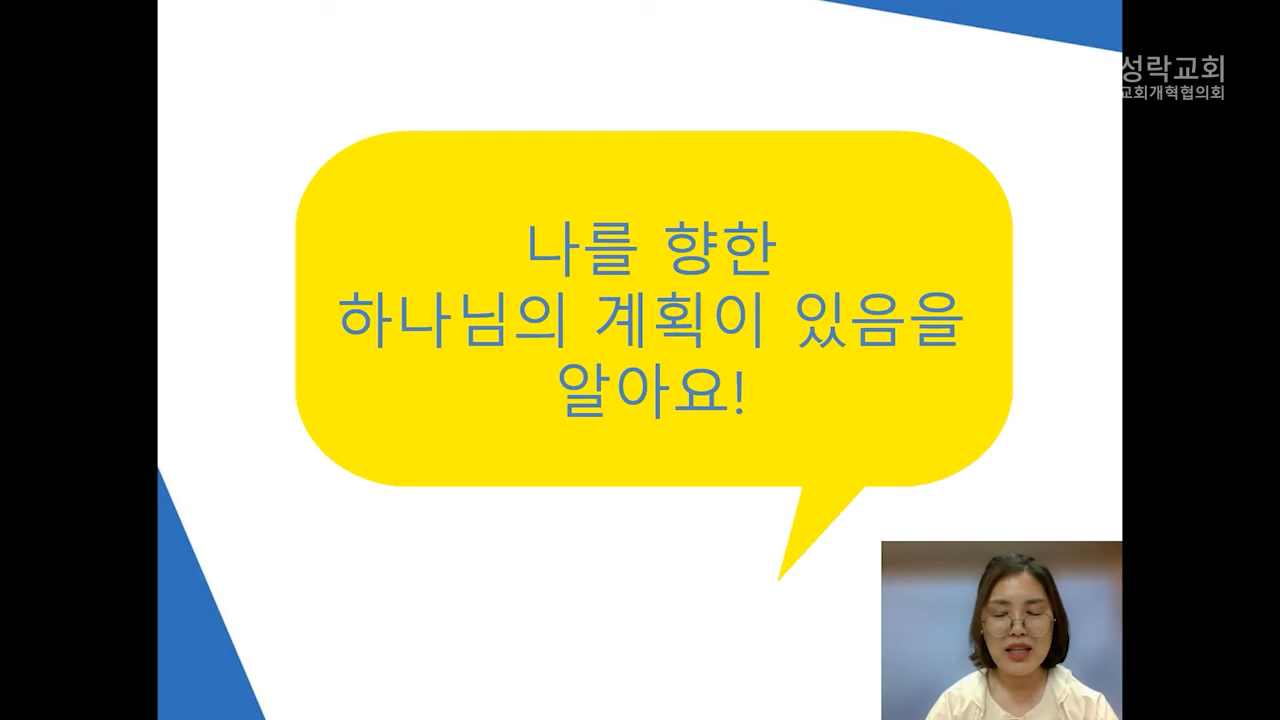 성락교회
교회개혁협의회
나를 향한
하나님의 계획이 있음을
알아요!